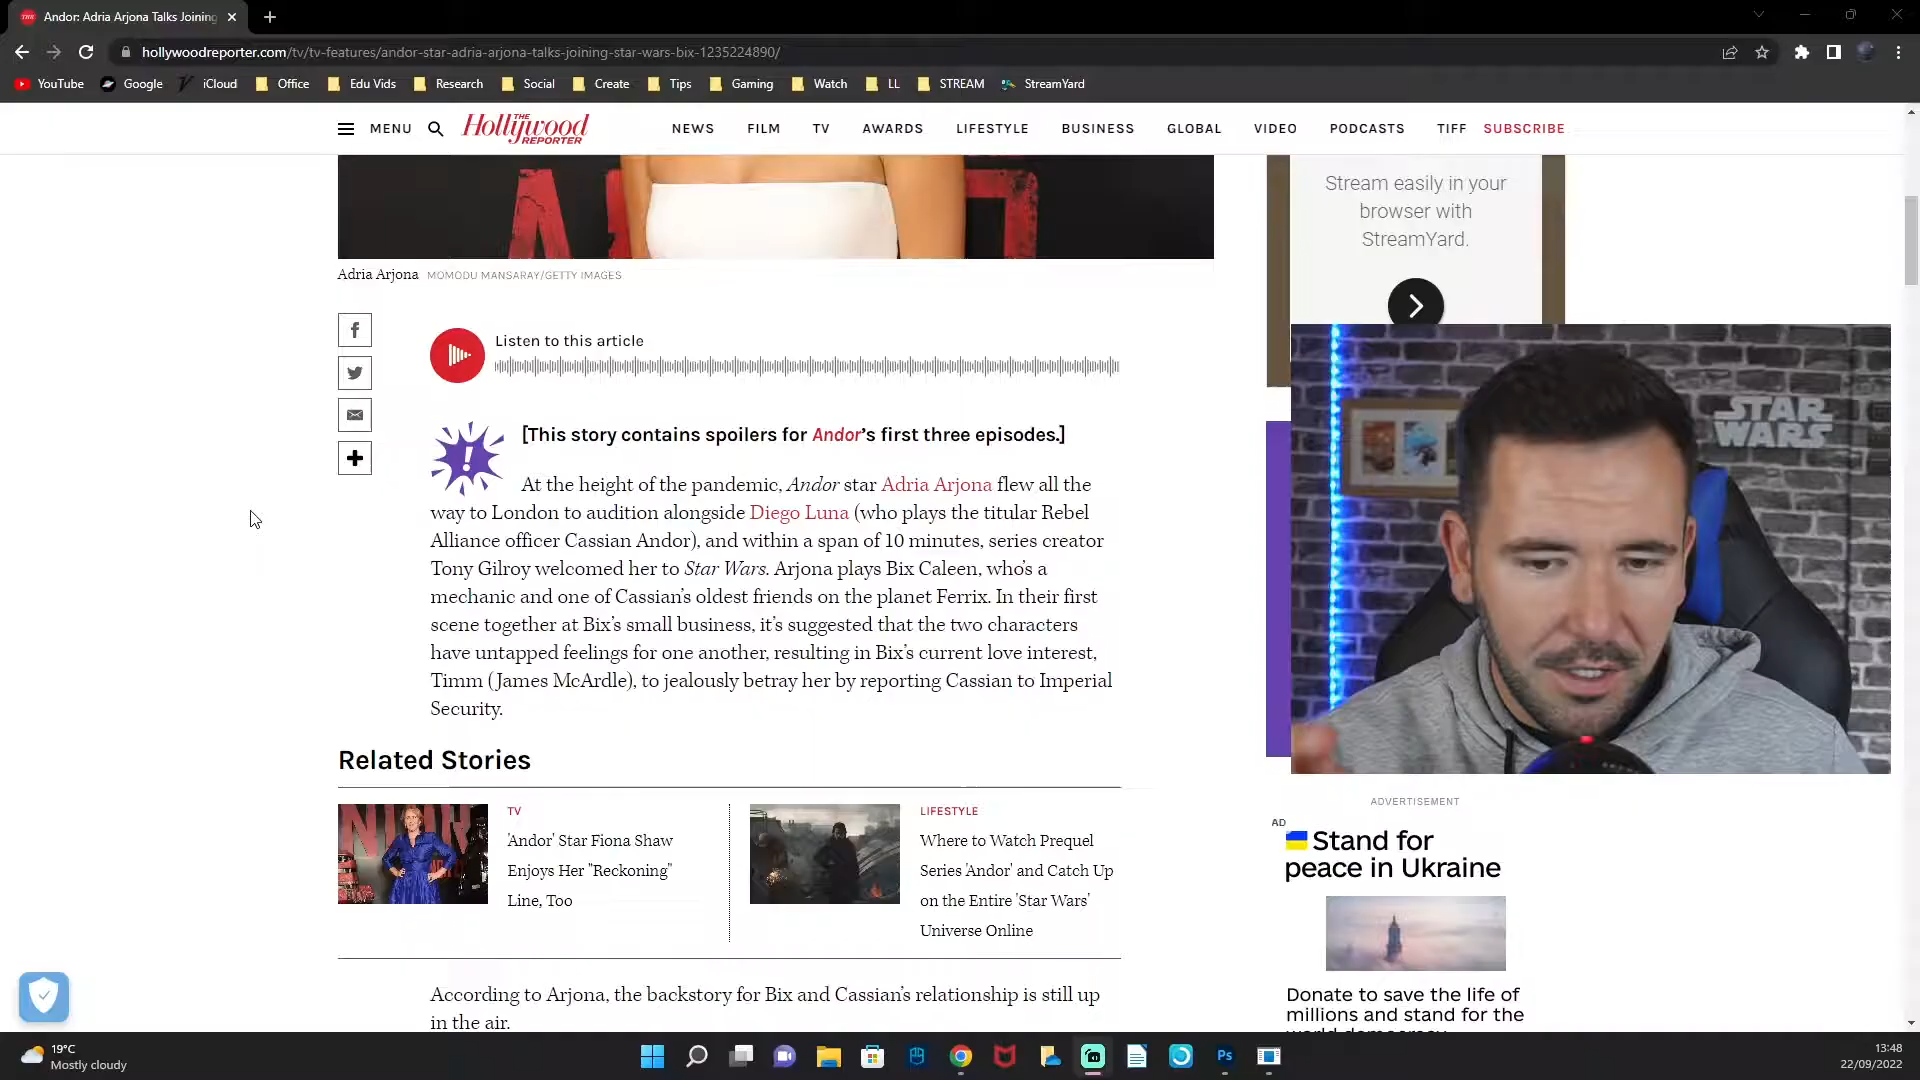 Andor: Adria Arjona Talks Joining
hollywoodreporter.com/tv/tv-features/andor-star-adria-arjona-talks-joining-star-wars-bix-1235224890/
YouTube Google iCloud Office Edu Vids Research Social Create Tips Gaming Watch LL STREAM StreamYard
MENU THE Hollywood REPORTER NEWS FILM TV AWARDS LIFESTYLE BUSINESS GLOBAL VIDEO PODCASTS TIFF SUBSCRIBE
Stream easily in your
browser with
StreamYard.
Adria Arjona MOMODU MANSARAY/GETTY IMAGES
Listen to this article
STAR
WARS
[This story contains spoilers for Andor's first three episodes.]
At the height of the pandemic, Andor star Adria Arjona flew all the
way to London to audition alongside Diego Luna (who plays the titular Rebel
Alliance officer Cassian Andor), and within a span of 10 minutes, series creator
Tony Gilroy welcomed her to Star Wars. Arjona plays Bix Caleen, who's a
mechanic and one of Cassian's oldest friends on the planet Ferrix. In their first
scene together at Bix's small business, it's suggested that the two characters
have untapped feelings for one another, resulting in Bix's current love interest,
Timm (James McArdle), to jealously betray her by reporting Cassian to Imperial
Security.
Related Stories
TV
'Andor' Star Fiona Shaw
Enjoys Her "Reckoning"
Line, Too
LIFESTYLE
Where to Watch Prequel
Series 'Andor' and Catch Up
on the Entire 'Star Wars'
Universe Online
According to Arjona, the backstory for Bix and Cassian's relationship is still up
in the air.
ADVERTISEMENT
AD
Stand for
peace in Ukraine
Donate to save the life of
millions and stand for the
19°C
Mostly cloudy
Ps
13:48
22/09/2022